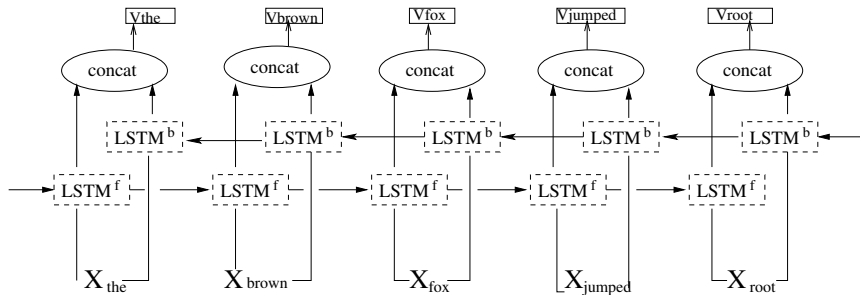 Vthe Vbrown Vfox Vjumped Vroot
concat concat concat concat concat
LSTM b LSTM b LSTM b LSTM b LSTM b
LSTM f LSTM f LSTM f LSTM f LSTM f
X the X brown X fox X jumped X root